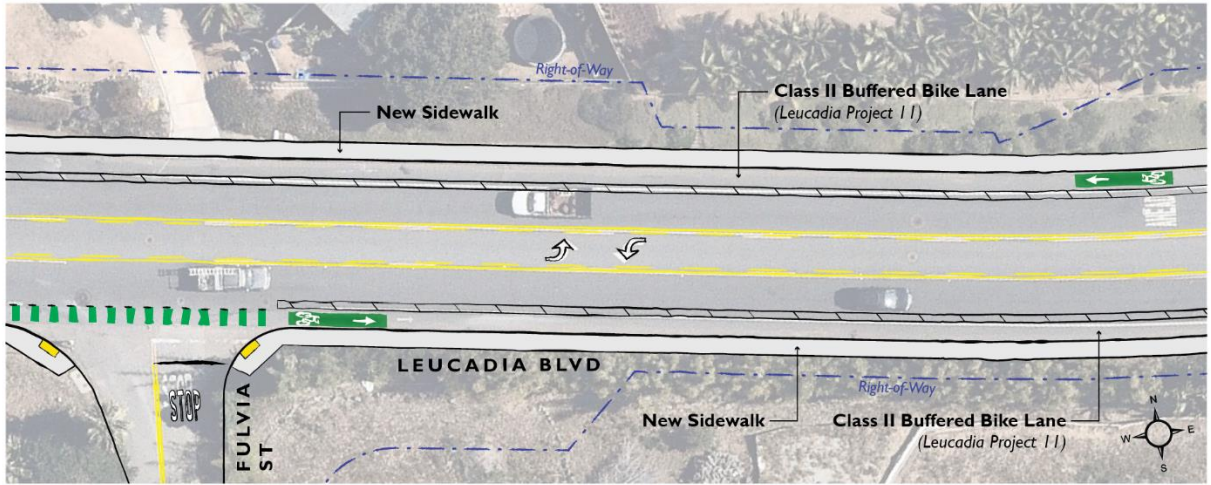 Right-of-Way
Class II Buffered Bike Lane
(Leucadia Project 11)
New Sidewalk
LEUCADIA BLVD
FULVIA
ST
STOP
Right-of-Way
New Sidewalk
Class II Buffered Bike Lane
(Leucadia Project 11)
N
W
E
S